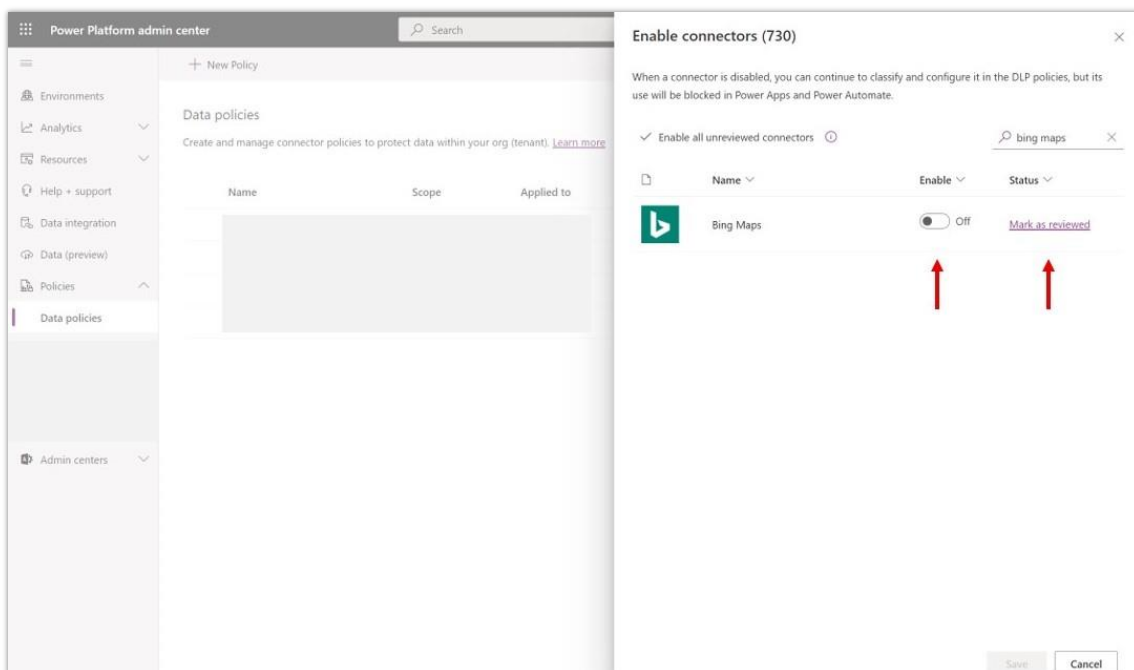 Power Platform admin center
Search
New Policy
Environments
Analytics
Resources
Help + support
Data integration
Data (preview)
Policies
Data policies
Admin centers
Data policies
Create and manage connector policies to protect data within your org (tenant). Learn more
Name Scope Applied to
Enable connectors (730)
When a connector is disabled, you can continue to classify and configure it in the DLP policies, but its
use will be blocked in Power Apps and Power Automate.
Enable all unreviewed connectors
bing maps
Name Enable Status
Bing Maps Off Mark as reviewed
Save Cancel